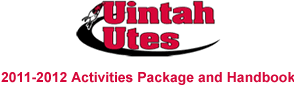 Uintah
Utes
2011-2012 Activities Package and Handbook